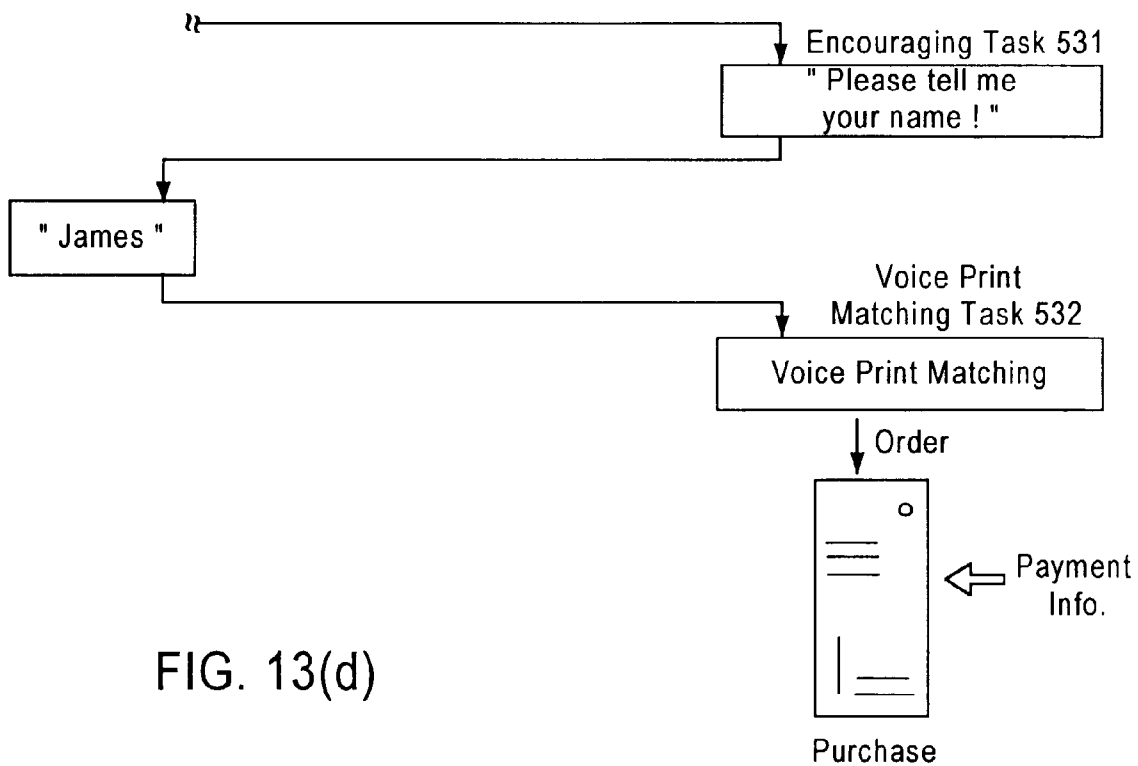 Encouraging Task 531
" Please tell me
your name ! "
" James "
Voice Print
Matching Task 532
Voice Print Matching
Order
Payment
Info.
FIG. 13(d)
Purchase